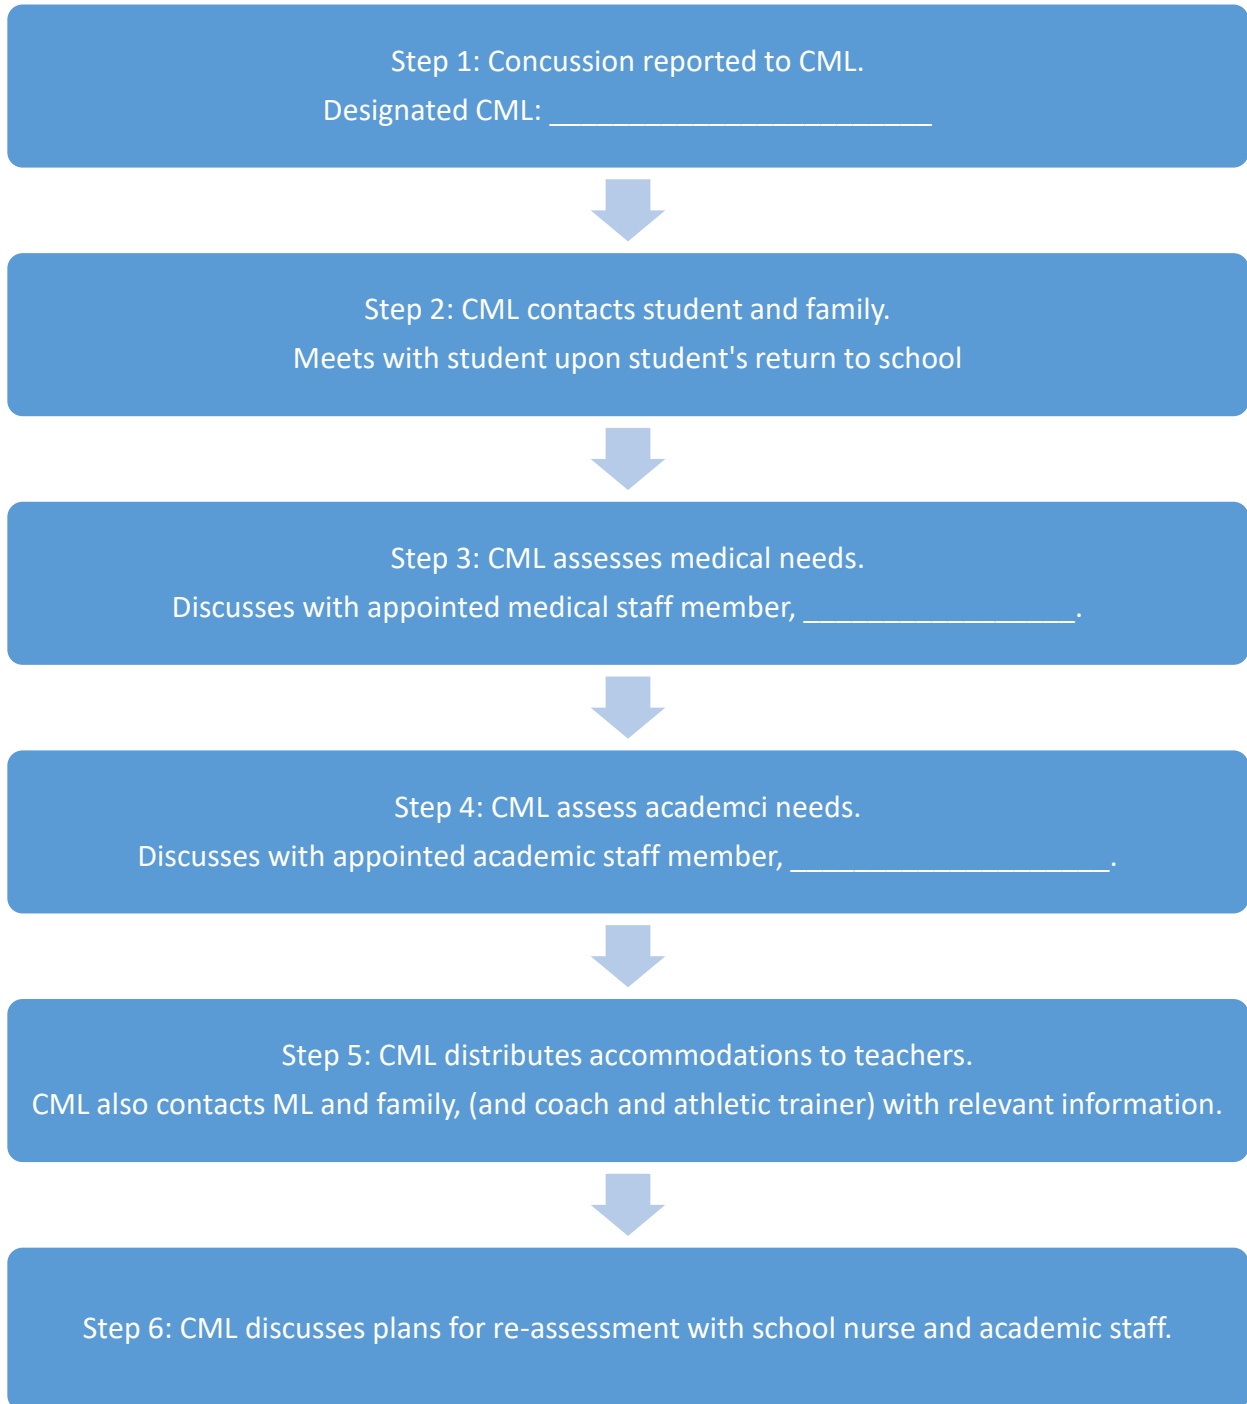 Step 1: Concussion reported to CML.
Designated CML: ________________________
Step 2: CML contacts student and family.
Meets with student upon student's return to school
Step 3: CML assesses medical needs.
Discusses with appointed medical staff member, _________________.
Step 4: CML assess academci needs.
Discusses with appointed academic staff member, ____________________.
Step 5: CML distributes accommodations to teachers.
CML also contacts ML and family, (and coach and athletic trainer) with relevant information.
Step 6: CML discusses plans for re-assessment with school nurse and academic staff.